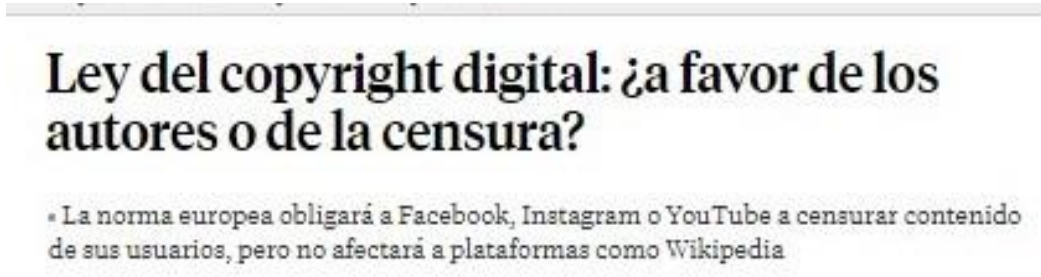 Ley del copyright digital: ¿a favor de los
autores o de la censura?
▪ La norma europea obligará a Facebook, Instagram o YouTube a censurar contenido
de sus usuarios, pero no afectará a plataformas como Wikipedia